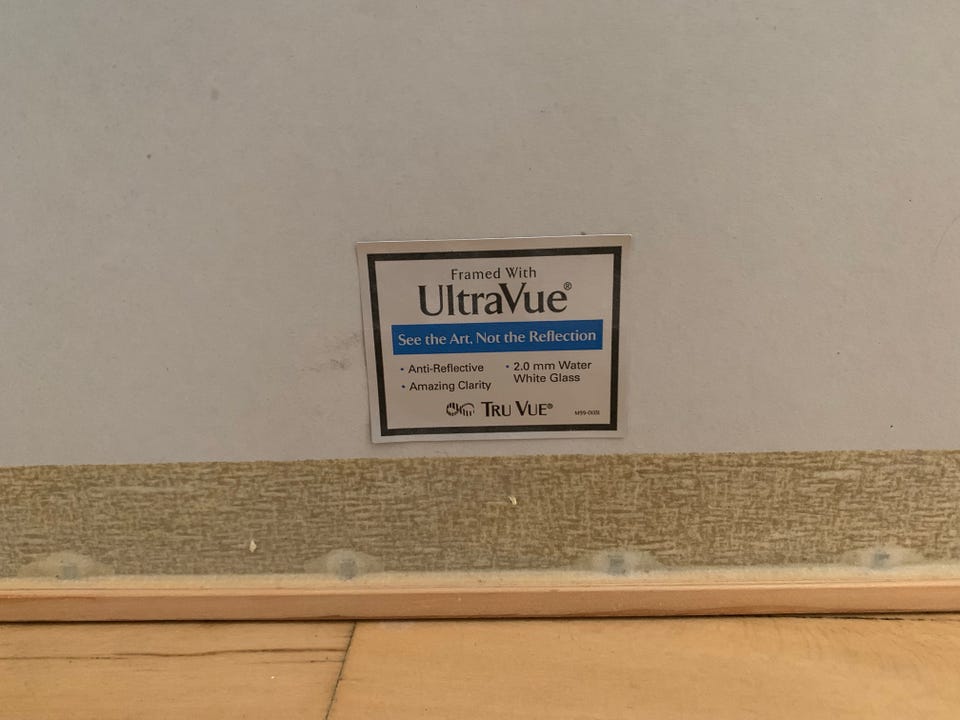 Framed With
UltraVue®
See the Art, Not the Reflection
• Anti-Reflective
• Amazing Clarity
• 2.0 mm Water
White Glass
TRU VUE®